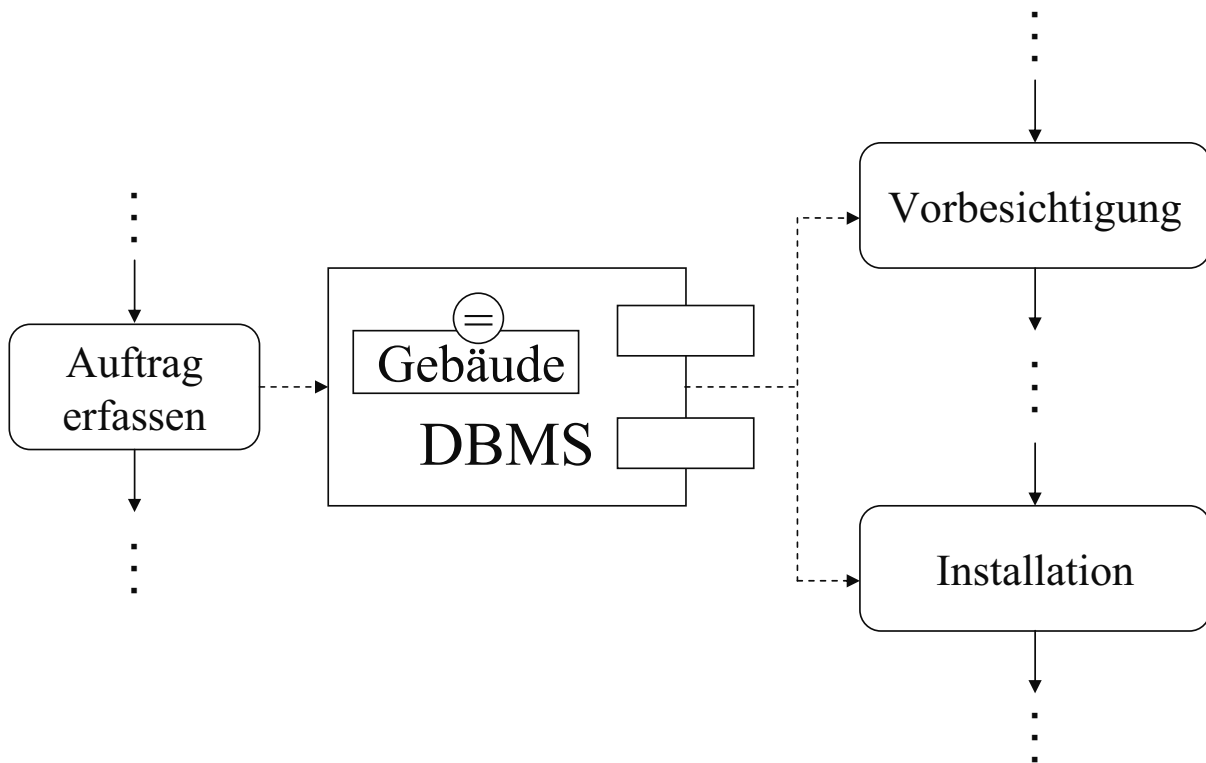 Auftrag
erfassen
Gebäude
DBMS
Vorbesichtigung
Installation